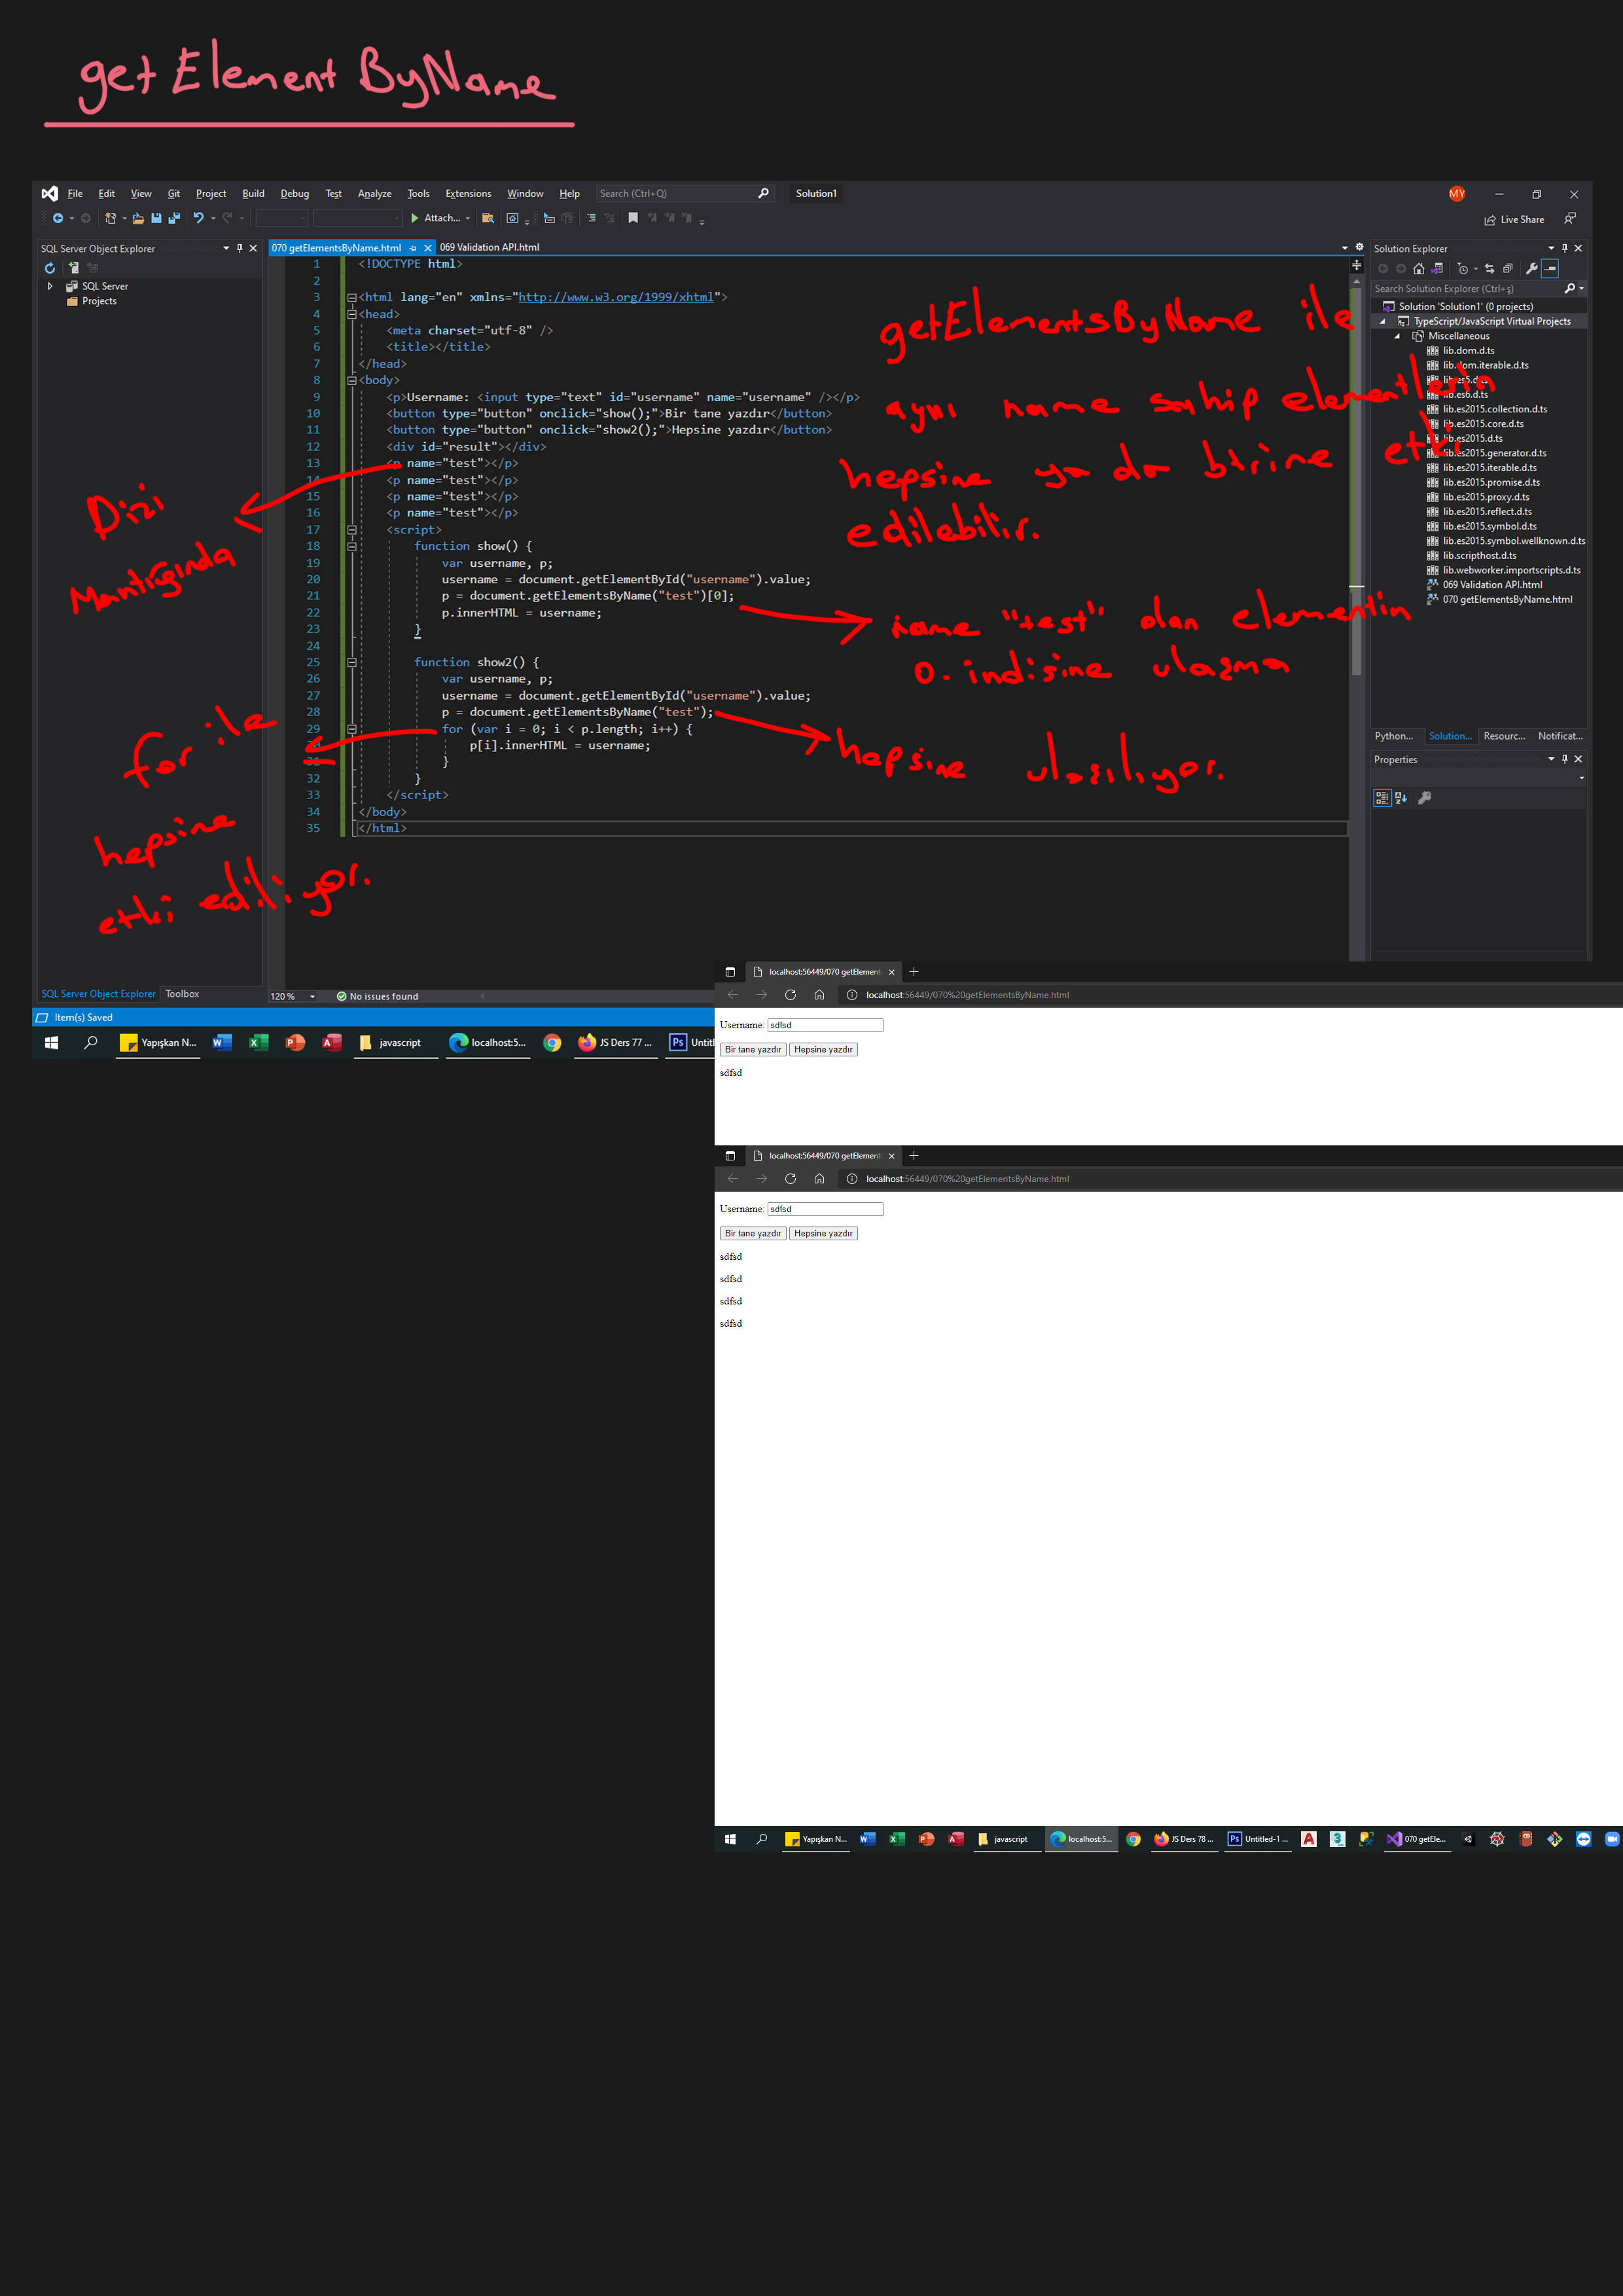 getElementByName
File Edit View Git Project Build Debug Test Analyze Tools Extensions Window Help Search (Ctrl+Q) Solution1 MY
Attach... Live Share
SQL Server Object Explorer
SQL Server
Projects
070 getElementsByName.html 069 Validation API.html
1 <!DOCTYPE html>
2
3 <html lang="en" xmlns="http://www.w3.org/1999/xhtml">
4 <head>
5 <meta charset="utf-8" />
6 <title></title>
7 </head>
8 <body>
9 <p>Username: <input type="text" id="username" name="username" /></p>
10 <button type="button" onclick="show();">Bir tane yazdır</button>
11 <button type="button" onclick="show2();">Hepsine yazdır</button>
12 <div id="result"></div>
13 <p name="test"></p>
14 <p name="test"></p>
15 <p name="test"></p>
16 <p name="test"></p>
17 <script>
18 function show() {
19 var username, p;
20 username = document.getElementById("username").value;
21 p = document.getElementsByName("test")[0];
22 p.innerHTML = username;
23 }
24
25 function show2() {
26 var username, p;
27 username = document.getElementById("username").value;
28 p = document.getElementsByName("test");
29 for (var i = 0; i < p.length; i++) {
30 p[i].innerHTML = username;
31 }
32 }
33 </script>
34 </body>
35 </html>
getElementsByName ile
aynı name sahip elementlerin
hepsine ya da birine etki
edilebilir.
Dizi
Mantığında
name "test" olan elementin
0. indisine ulaşma
hepsine ulaşılıyor.
for ile
hepsine
etki ediliyor.
Solution Explorer
Search Solution Explorer (Ctrl+ş)
Solution 'Solution1' (0 projects)
TypeScript/JavaScript Virtual Projects
Miscellaneous
lib.dom.d.ts
lib.dom.iterable.d.ts
lib.es5.d.ts
lib.es6.d.ts
lib.es2015.collection.d.ts
lib.es2015.core.d.ts
lib.es2015.d.ts
lib.es2015.generator.d.ts
lib.es2015.iterable.d.ts
lib.es2015.promise.d.ts
lib.es2015.proxy.d.ts
lib.es2015.reflect.d.ts
lib.es2015.symbol.d.ts
lib.es2015.symbol.wellknown.d.ts
lib.scripthost.d.ts
lib.webworker.importscripts.d.ts
069 Validation API.html
070 getElementsByName.html
Python... Solution... Resourc... Notificat...
Properties
SQL Server Object Explorer Toolbox
120 % No issues found
Item(s) Saved
Yapışkan N... javascript localhost:5... JS Ders 77 ... Ps Untitl
localhost:56449/070 getElement
localhost:56449/070%20getElementsByName.html
Username: sdfsd
Bir tane yazdır Hepsine yazdır
sdfsd
localhost:56449/070 getElement
localhost:56449/070%20getElementsByName.html
Username: sdfsd
Bir tane yazdır Hepsine yazdır
sdfsd
sdfsd
sdfsd
sdfsd
Yapışkan N... javascript localhost:5... JS Ders 78 ... Ps Untitled-1 ... 070 getEle...